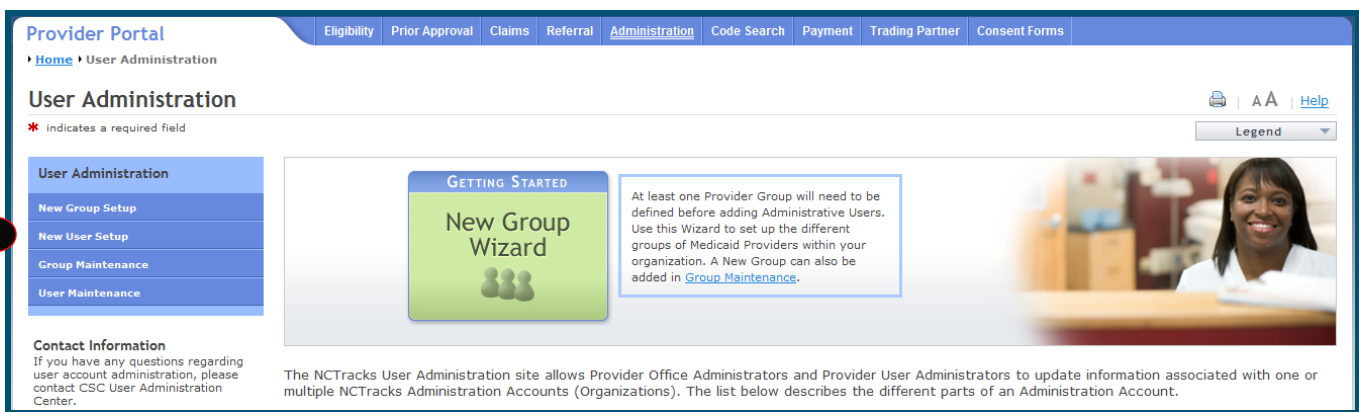 Provider Portal
Eligibility Prior Approval Claims Referral Administration Code Search Payment Trading Partner Consent Forms
Home User Administration
User Administration
A A Help
* indicates a required field
Legend
User Administration
New Group Setup
New User Setup
Group Maintenance
User Maintenance
Contact Information
If you have any questions regarding
user account administration, please
contact CSC User Administration
Center.
GETTING STARTED
New Group
Wizard
At least one Provider Group will need to be
defined before adding Administrative Users.
Use this Wizard to set up the different
groups of Medicaid Providers within your
organization. A New Group can also be
added in Group Maintenance.
The NCTracks User Administration site allows Provider Office Administrators and Provider User Administrators to update information associated with one or
multiple NCTracks Administration Accounts (Organizations). The list below describes the different parts of an Administration Account.